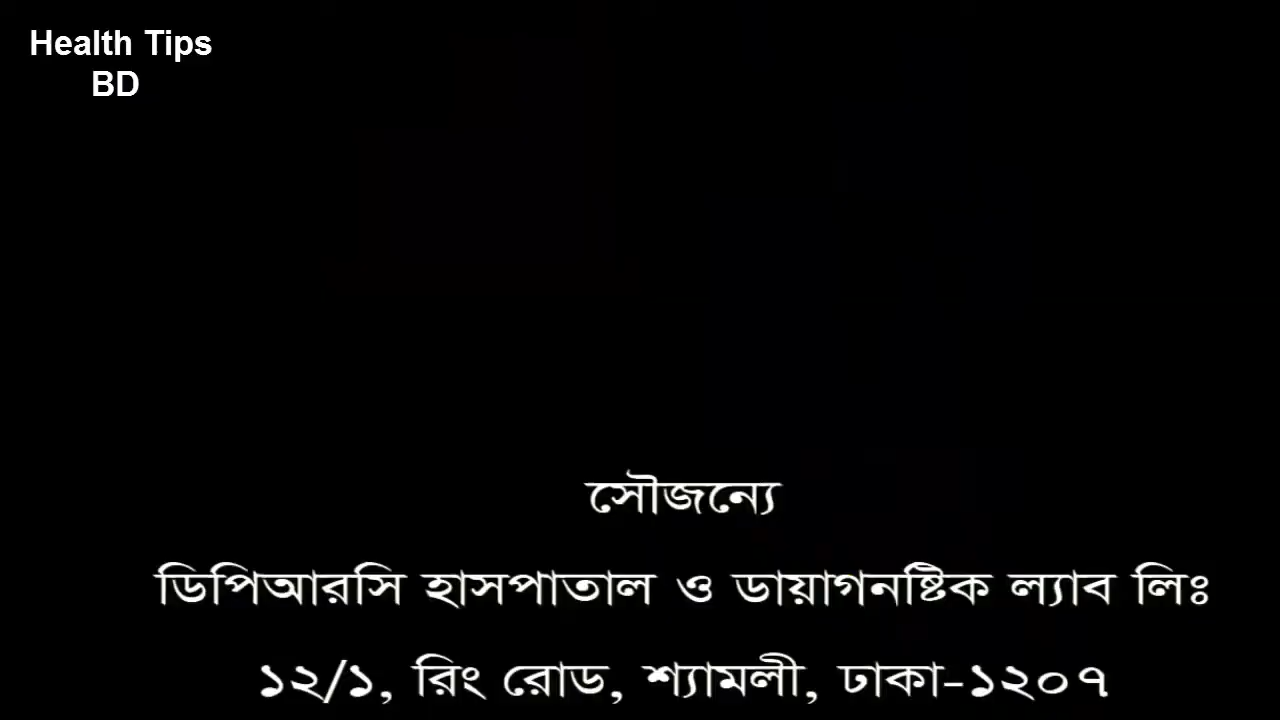 Health Tips
BD
সৌজন্যে
ডিপিআরসি হাসপাতাল ও ডায়াগনষ্টিক ল্যাব লিঃ
১২/১, রিং রোড, শ্যামলী, ঢাকা-১২০৭